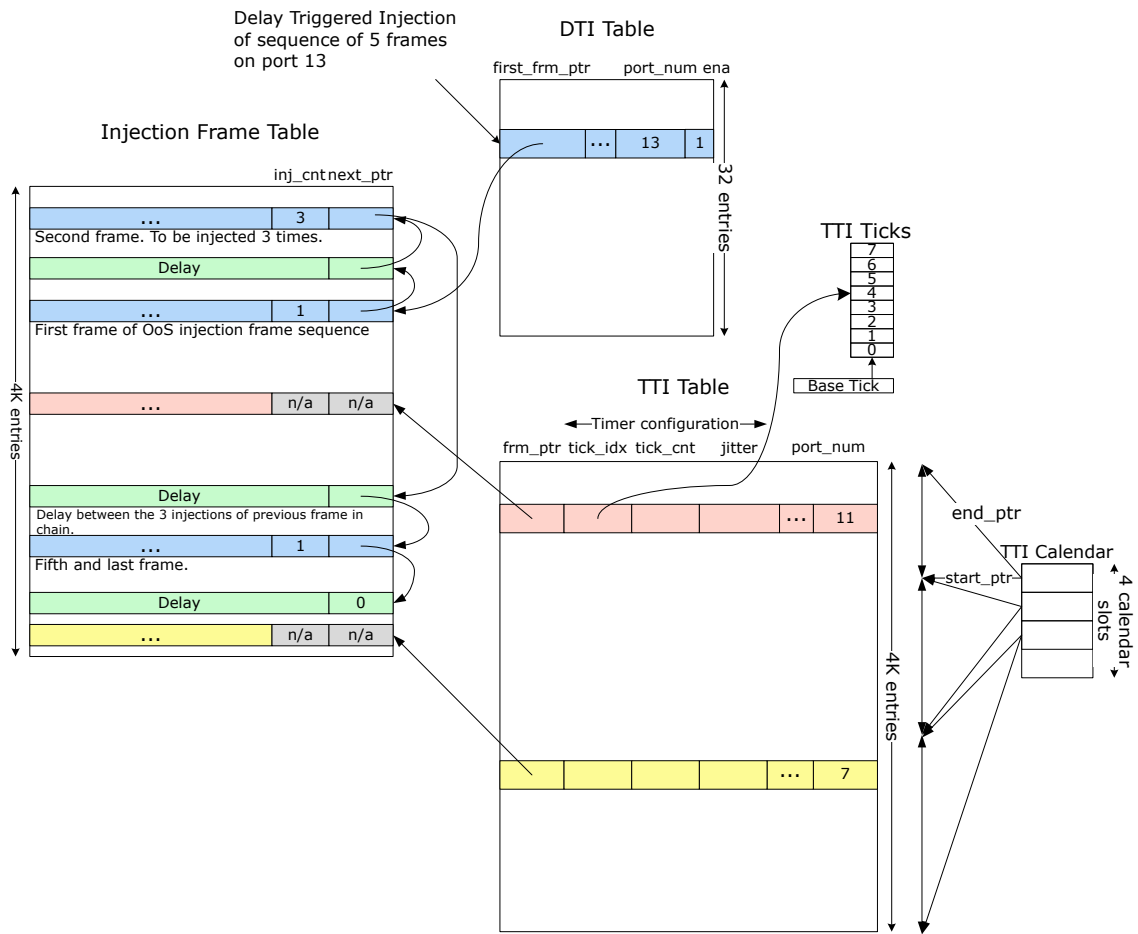 Delay Triggered Injection
of sequence of 5 frames
on port 13
DTI Table
first_frm_ptr port_num ena
... 13 1
32 entries
Injection Frame Table
inj_cnt next_ptr
... 3
Second frame. To be injected 3 times.
Delay
... 1
First frame of OoS injection frame sequence
... n/a n/a
Delay
Delay between the 3 injections of previous frame in
chain.
... 1
Fifth and last frame.
Delay 0
... n/a n/a
4K entries
TTI Ticks
7
6
5
4
3
2
1
0
Base Tick
TTI Table
Timer configuration
frm_ptr tick_idx tick_cnt jitter port_num
... 11
... 7
4K entries
end_ptr
start_ptr
TTI Calendar
4 calendar
slots